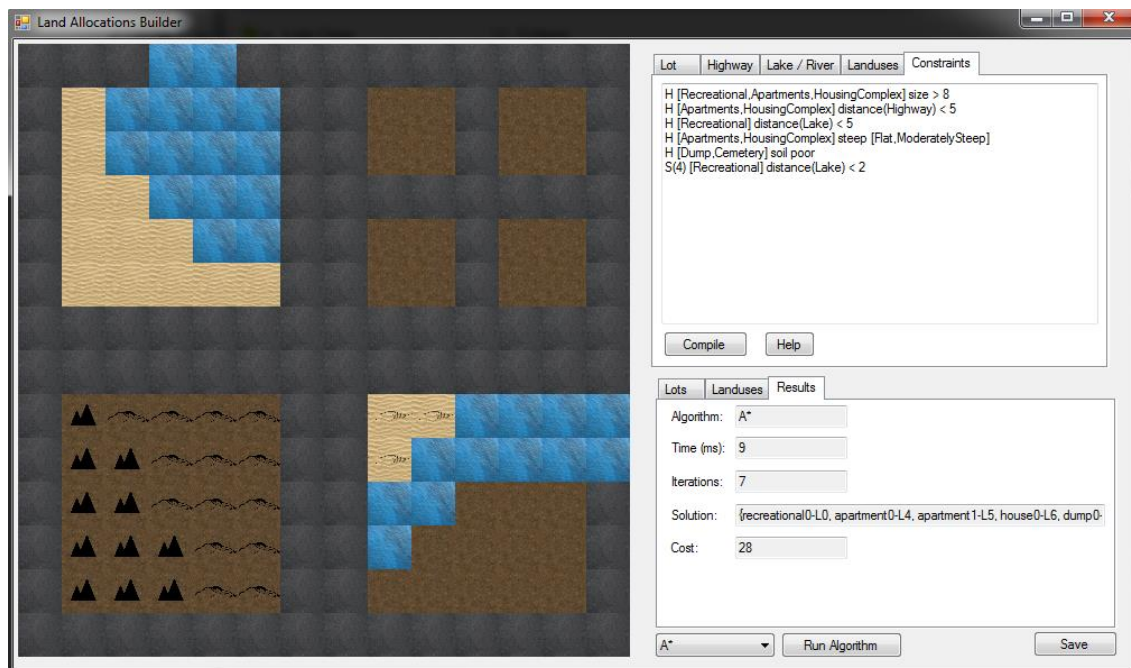 Land Allocations Builder
Lot Highway Lake / River Landuses Constraints
H [Recreational,Apartments,HousingComplex] size > 8
H [Apartments,HousingComplex] distance(Highway) < 5
H [Recreational] distance(Lake) < 5
H [Apartments,HousingComplex] steep [Flat,ModeratelySteep]
H [Dump,Cemetery] soil poor
S(4) [Recreational] distance(Lake) < 2
Compile Help
Lots Landuses Results
Algorithm: A*
Time (ms): 9
Iterations: 7
Solution: {recreational0-L0, apartment0-L4, apartment1-L5, house0-L6, dump0-
Cost: 28
A* Run Algorithm Save